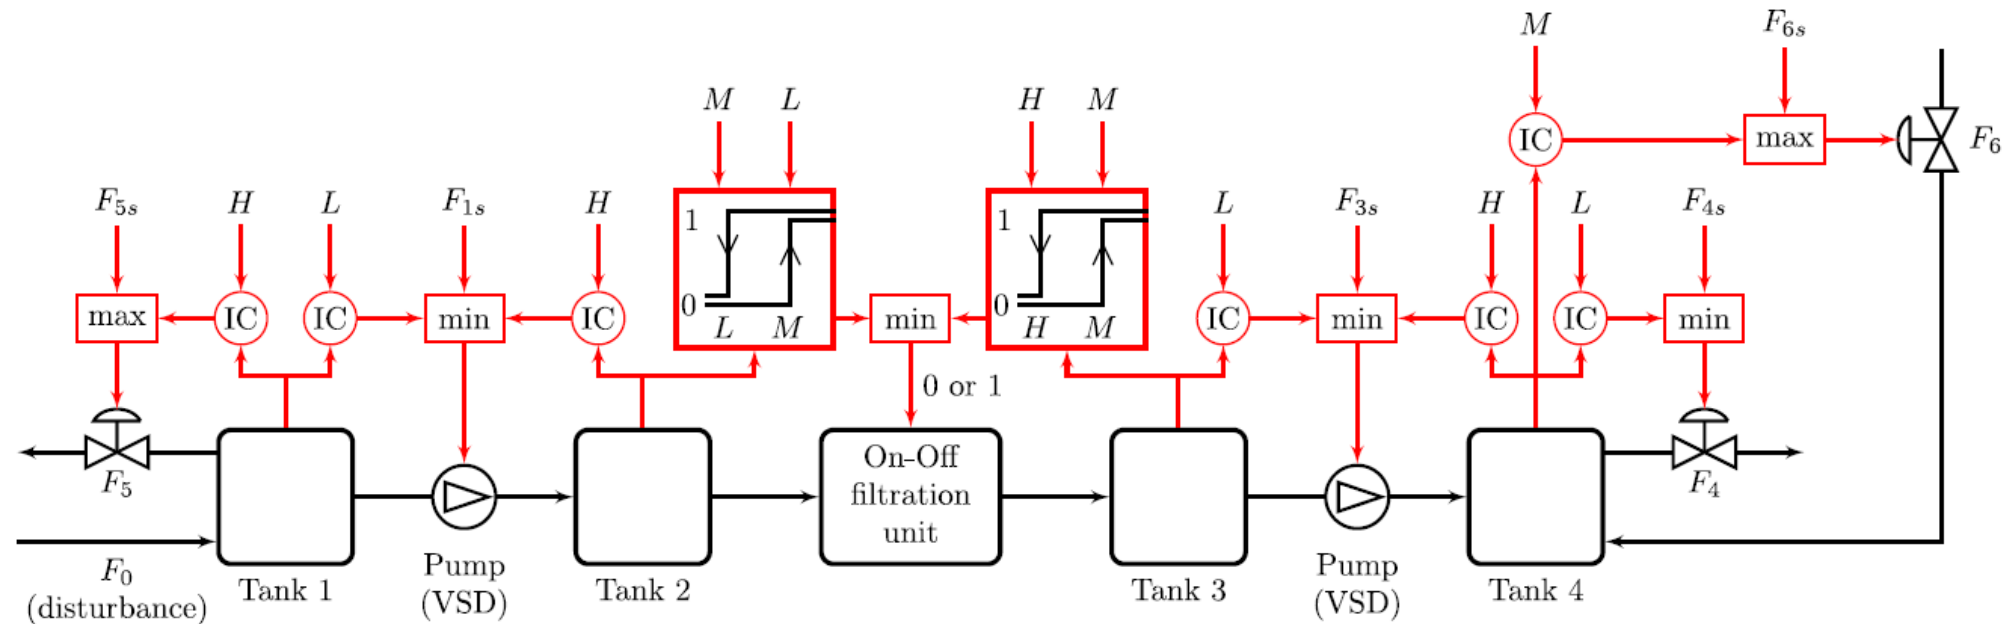 M
F6s
M
L
H
M
IC
max
F6
F5s
H
L
F1s
H
1
0
L
M
1
0
H
M
L
F3s
H
L
F4s
max
IC
IC
min
IC
min
IC
min
IC
IC
min
0 or 1
F5
F0
(disturbance)
Tank 1
Pump
(VSD)
Tank 2
On-Off
filtration
unit
Tank 3
Pump
(VSD)
Tank 4
F4